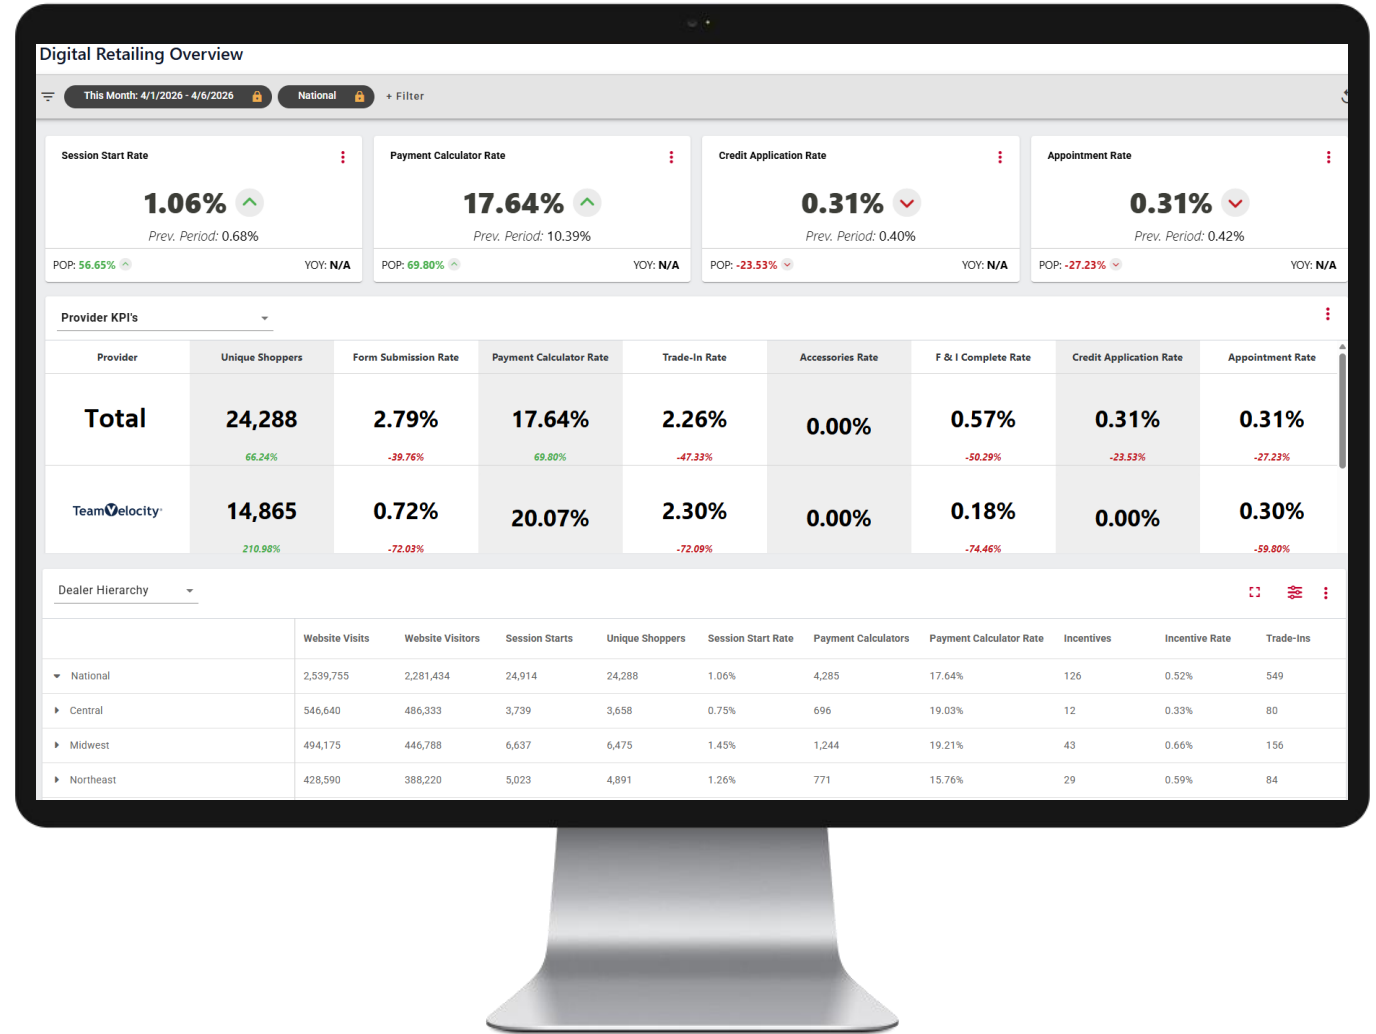 Digital Retailing Overview
This Month: 4/1/2026 - 4/6/2026 National + Filter
Session Start Rate
1.06%
Prev. Period: 0.68%
POP: 56.65% YOY: N/A
Payment Calculator Rate
17.64%
Prev. Period: 10.39%
POP: 69.80% YOY: N/A
Credit Application Rate
0.31%
Prev. Period: 0.40%
POP: -23.53% YOY: N/A
Appointment Rate
0.31%
Prev. Period: 0.42%
POP: -27.23% YOY: N/A
Provider KPI's
Provider Unique Shoppers Form Submission Rate Payment Calculator Rate Trade-In Rate Accessories Rate F & I Complete Rate Credit Application Rate Appointment Rate
Total 24,288 2.79% 17.64% 2.26% 0.00% 0.57% 0.31% 0.31%
66.24% -39.76% 69.80% -47.33% -50.29% -23.53% -27.23%
TeamVelocity 14,865 0.72% 20.07% 2.30% 0.00% 0.18% 0.00% 0.30%
210.98% -72.03% -72.09% -74.46% -59.80%
Dealer Hierarchy
Website Visits Website Visitors Session Starts Unique Shoppers Session Start Rate Payment Calculators Payment Calculator Rate Incentives Incentive Rate Trade-Ins
National 2,539,755 2,281,434 24,914 24,288 1.06% 4,285 17.64% 126 0.52% 549
Central 546,640 486,333 3,739 3,658 0.75% 696 19.03% 12 0.33% 80
Midwest 494,175 446,788 6,637 6,475 1.45% 1,244 19.21% 43 0.66% 156
Northeast 428,590 388,220 5,023 4,891 1.26% 771 15.76% 29 0.59% 84